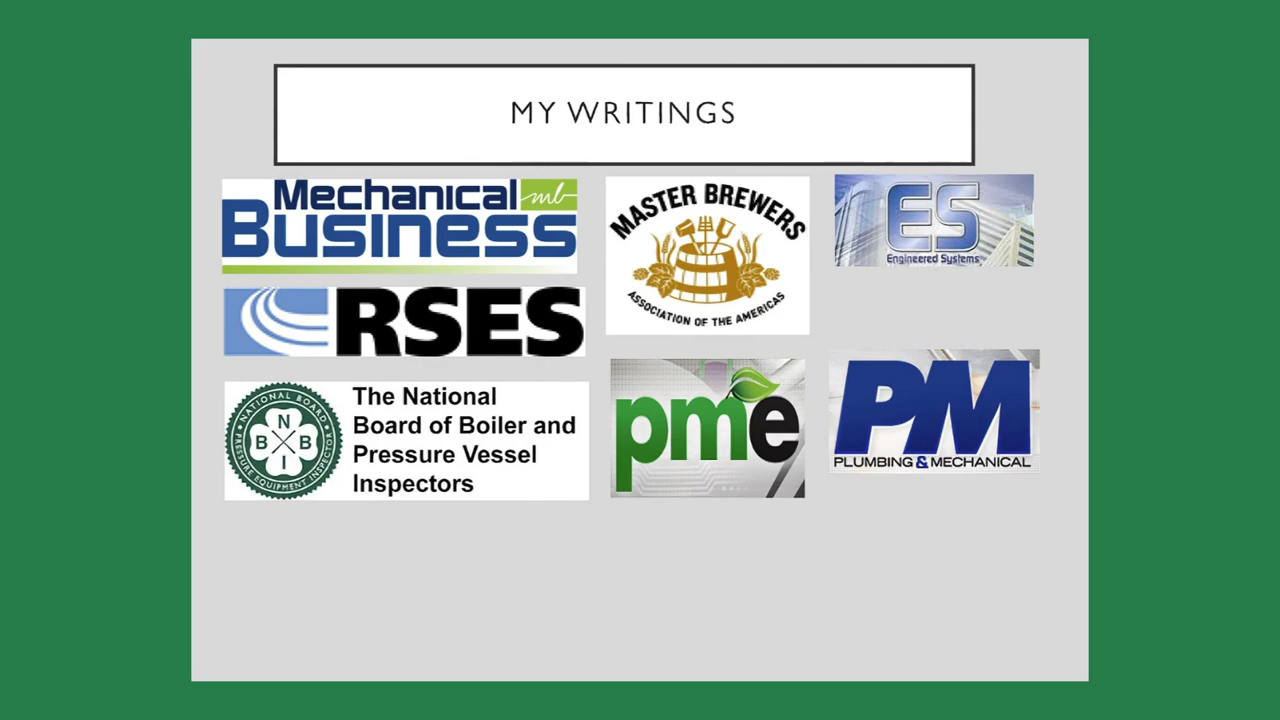 MY WRITINGS
Mechanical mb
Business
RSES
NATIONAL BOARD
PRESSURE EQUIPMENT INSPECTOR
N
B B
I
The National
Board of Boiler and
Pressure Vessel
Inspectors
MASTER BREWERS
ASSOCIATION OF THE AMERICAS
pme
ES
Engineered Systems
PM
PLUMBING & MECHANICAL